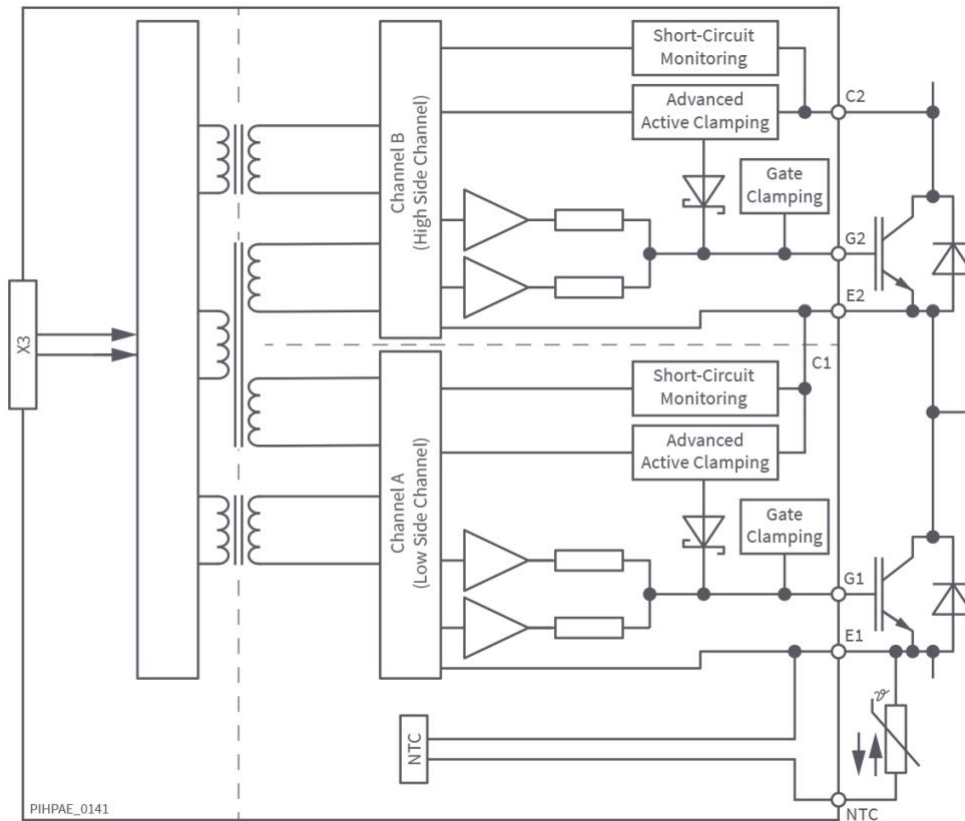 Short-Circuit
Monitoring
C2
Advanced
Active Clamping
Channel B
(High Side Channel)
Gate
Clamping
G2
E2
X3
C1
Short-Circuit
Monitoring
Advanced
Active Clamping
Channel A
(Low Side Channel)
Gate
Clamping
G1
E1
ϑ
NTC
PIHPAE_0141
NTC